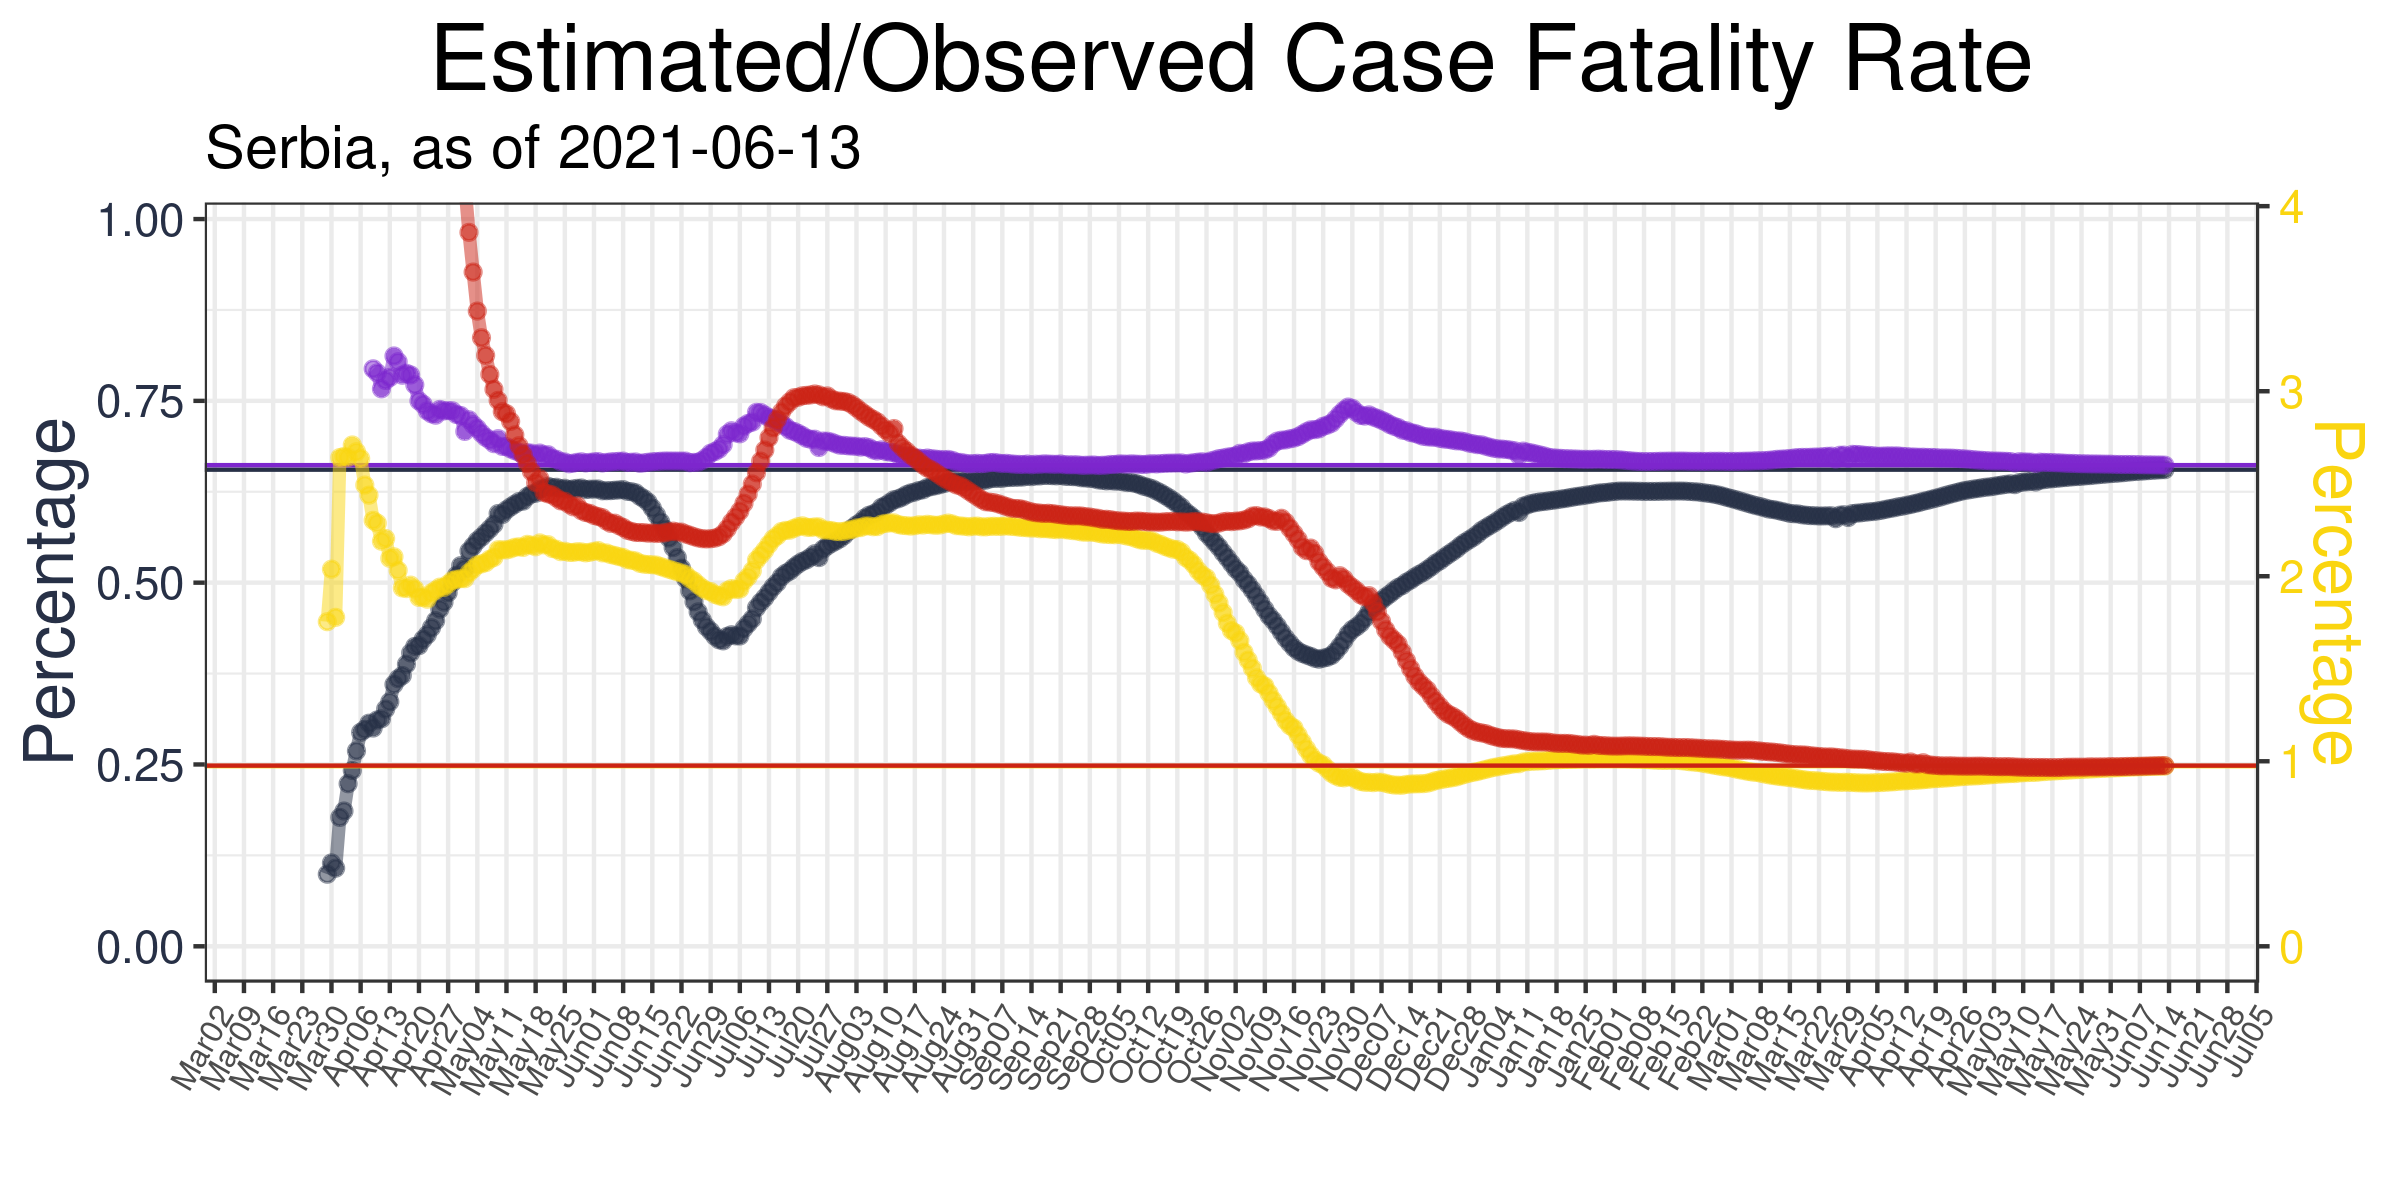 Estimated/Observed Case Fatality Rate
Serbia, as of 2021-06-13
Percentage
1.00
0.75
0.50
0.25
0.00
4
3
2
1
0
Percentage
Mar02
Mar09
Mar16
Mar23
Mar30
Apr06
Apr13
Apr20
Apr27
May04
May11
May18
May25
Jun01
Jun08
Jun15
Jun22
Jun29
Jul06
Jul13
Jul20
Jul27
Aug03
Aug10
Aug17
Aug24
Aug31
Sep07
Sep14
Sep21
Sep28
Oct05
Oct12
Oct19
Oct26
Nov02
Nov09
Nov16
Nov23
Nov30
Dec07
Dec14
Dec21
Dec28
Jan04
Jan11
Jan18
Jan25
Feb01
Feb08
Feb15
Feb22
Mar01
Mar08
Mar15
Mar22
Mar29
Apr05
Apr12
Apr19
Apr26
May03
May10
May17
May24
May31
Jun07
Jun14
Jun21
Jun28
Jul05